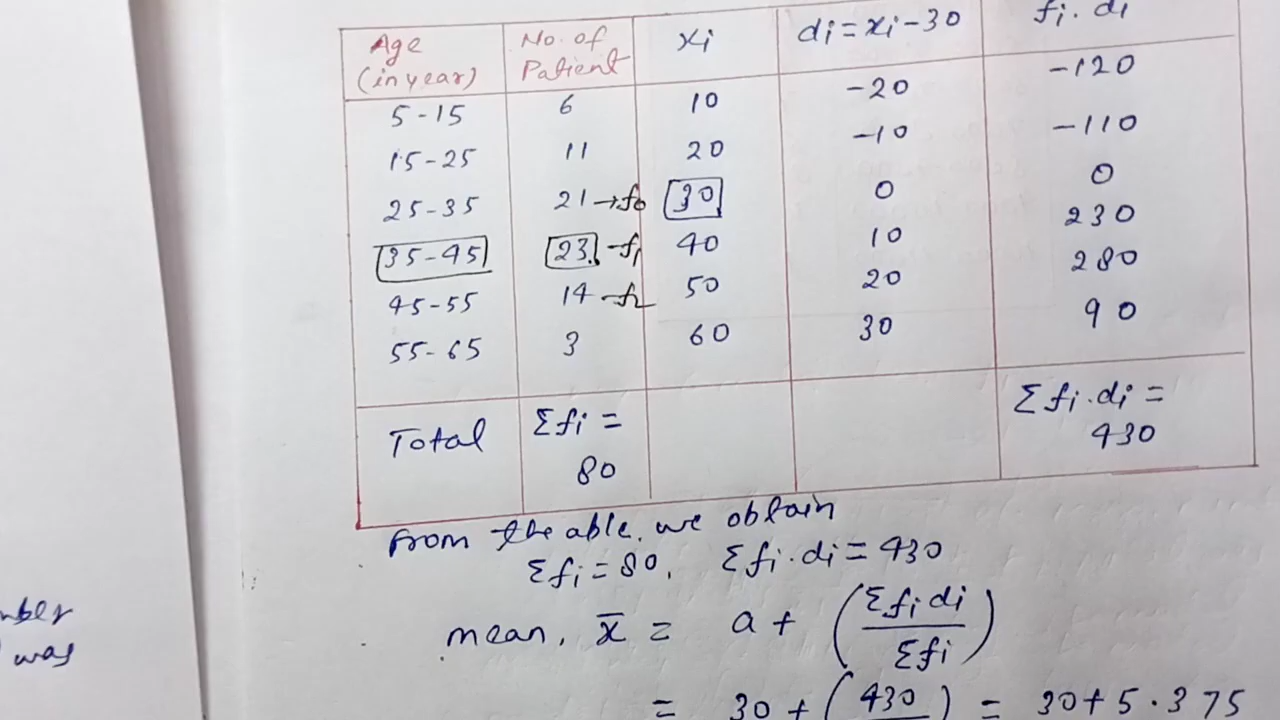 Age (in year) No. of Patient xi di = xi - 30 fi . di
5 - 15 6 10 -20 -120
15 - 25 11 20 -10 -110
25 - 35 21 → f0 30 0 0
35 - 45 23 - f1 40 10 230
45 - 55 14 - f2 50 20 280
55 - 65 3 60 30 90
Total Σfi = 80 Σfi.di = 430
From the able, we obtain
Σfi = 80, Σfi.di = 430
mean, x̄ = a + (Σfidi / Σfi)
= 30 + (430 ) = 30 + 5.375
was